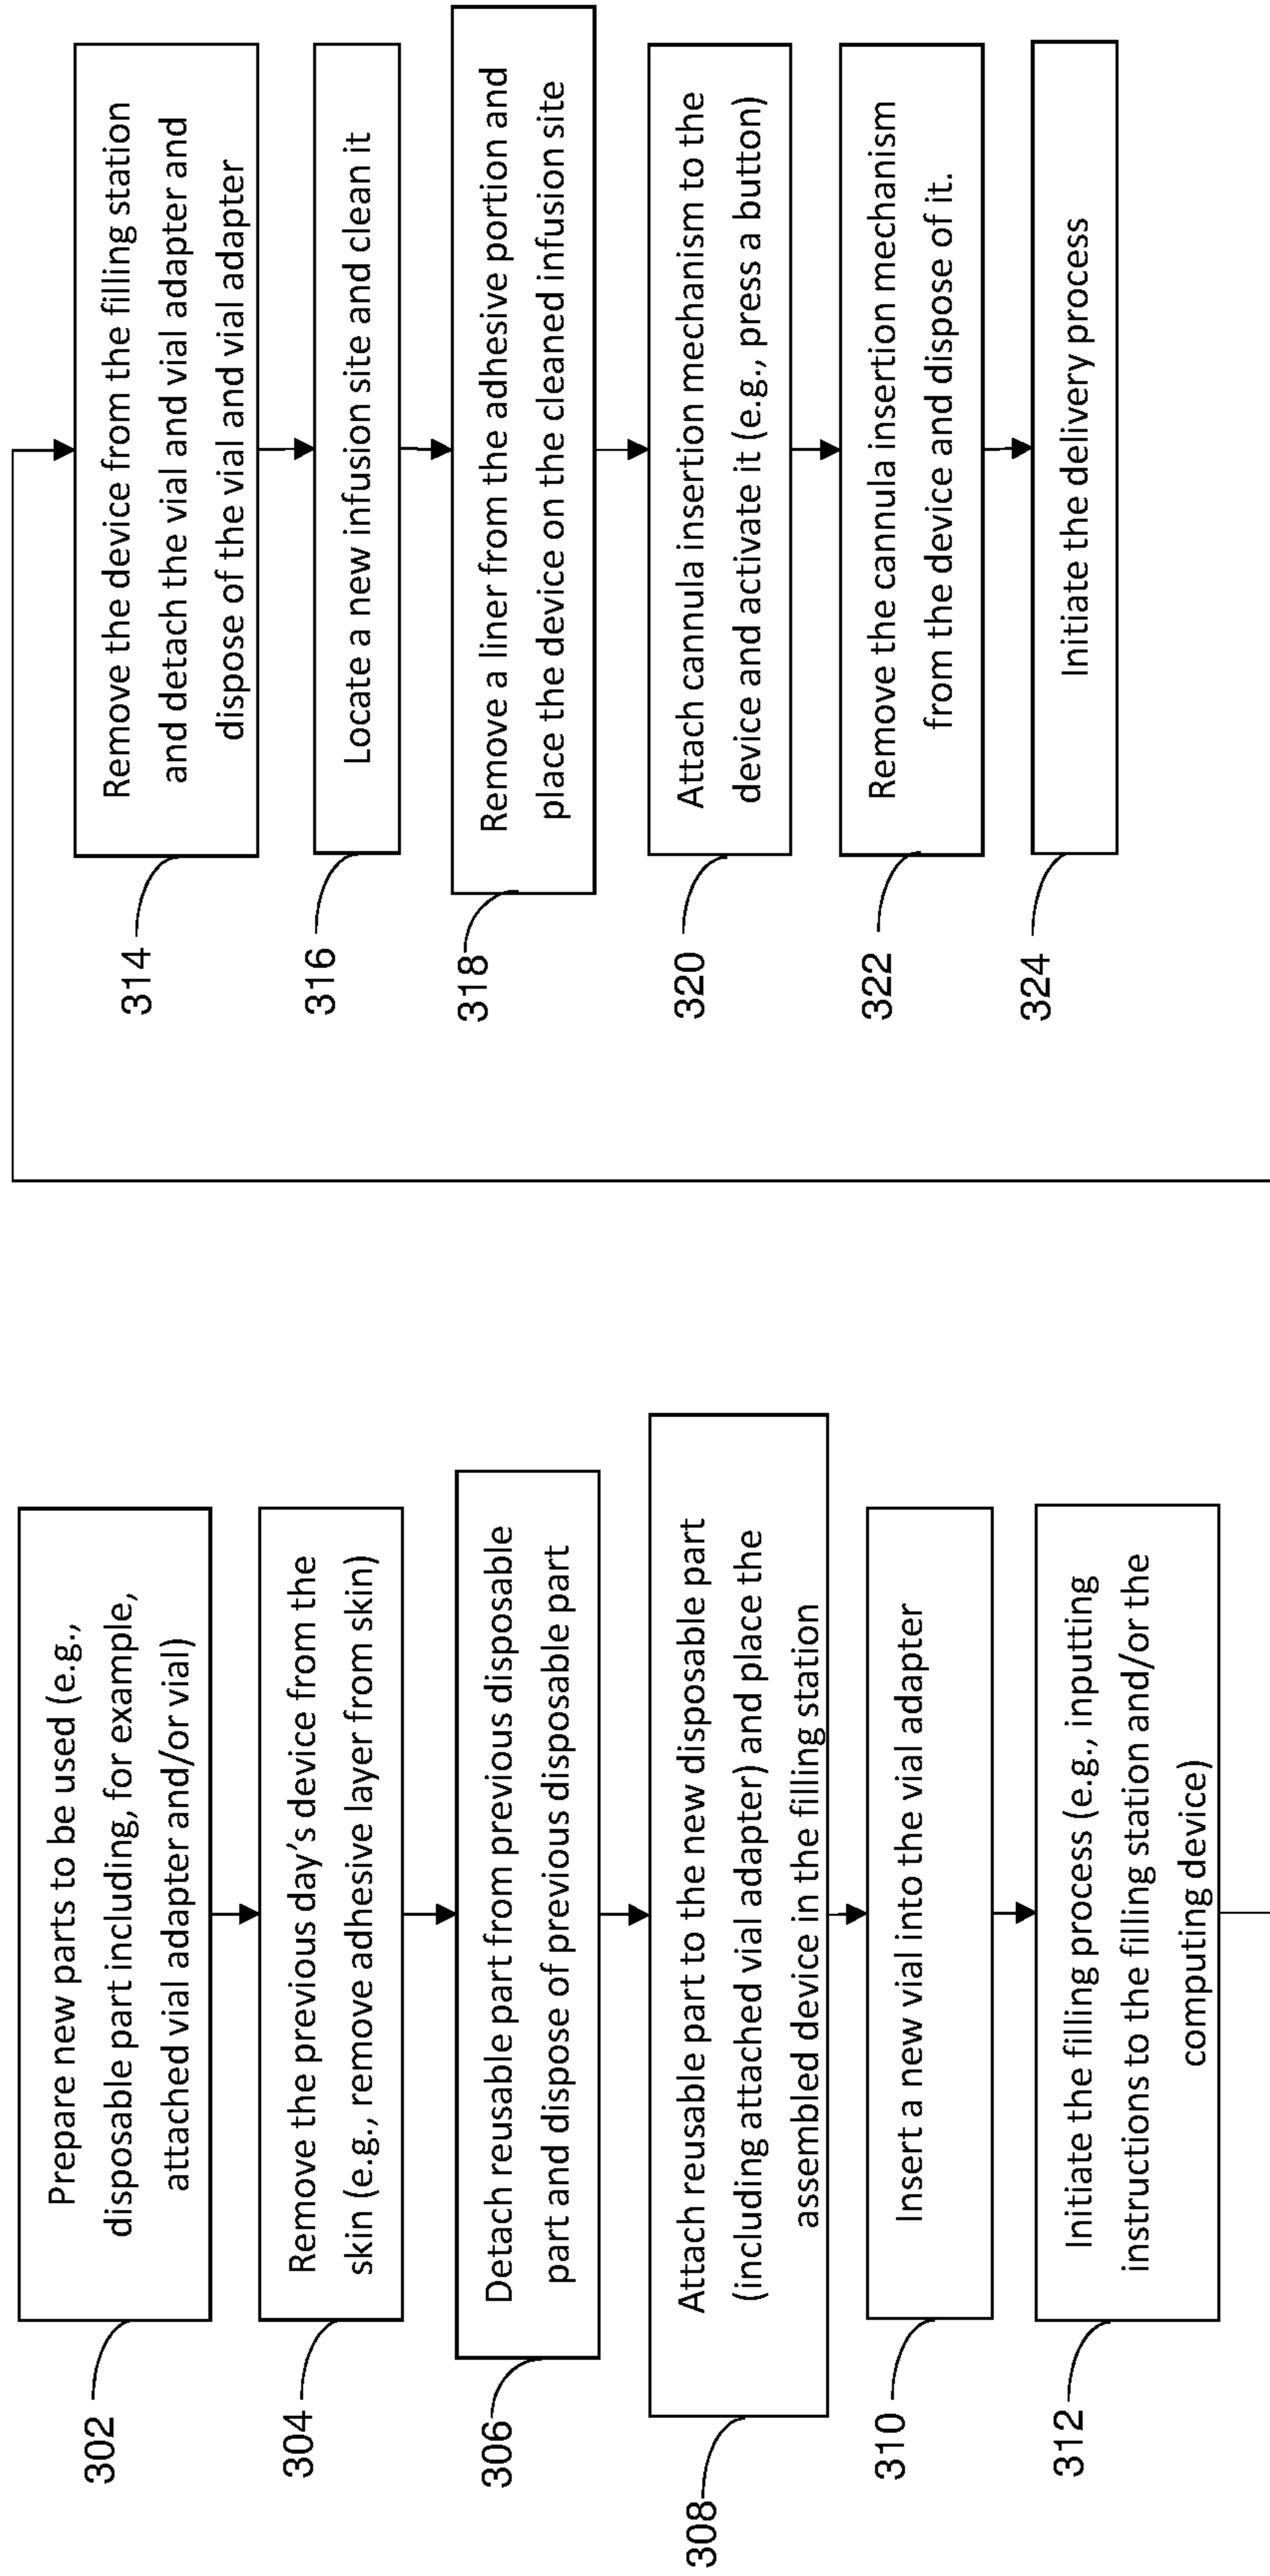 302
Prepare new parts to be used (e.g.,
disposable part including, for example,
attached vial adapter and/or vial)
304
Remove the previous day's device from the
skin (e.g., remove adhesive layer from skin)
306
Detach reusable part from previous disposable
part and dispose of previous disposable part
308
Attach reusable part to the new disposable part
(including attached vial adapter) and place the
assembled device in the filling station
310
Insert a new vial into the vial adapter
312
Initiate the filling process (e.g., inputting
instructions to the filling station and/or the
computing device)
314
Remove the device from the filling station
and detach the vial and vial adapter and
dispose of the vial and vial adapter
316
Locate a new infusion site and clean it
318
Remove a liner from the adhesive portion and
place the device on the cleaned infusion site
320
Attach cannula insertion mechanism to the
device and activate it (e.g., press a button)
322
Remove the cannula insertion mechanism
from the device and dispose of it.
324
Initiate the delivery process